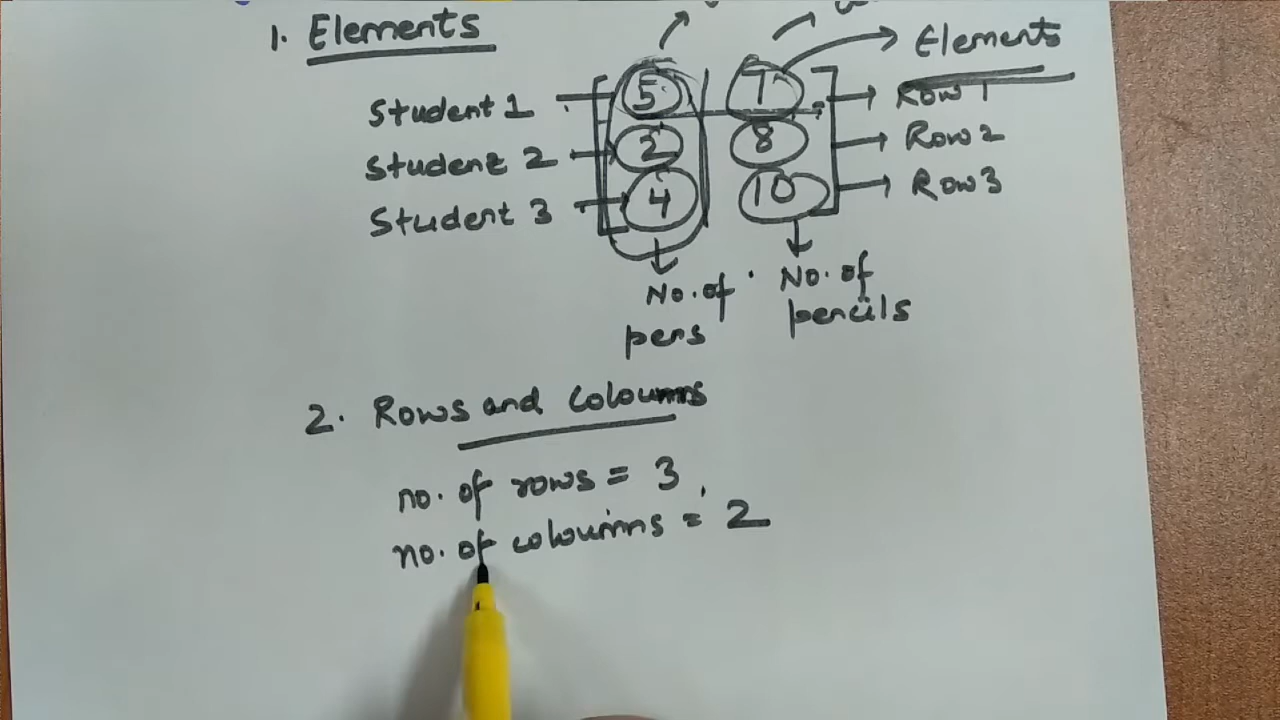 1. Elements
Elements
Student 1 5 7 Row 1
Student 2 2 8 Row 2
Student 3 4 10 Row 3
No. of pens
No. of pencils
2. Rows and coloumns
no. of rows = 3
no. of coloumns = 2